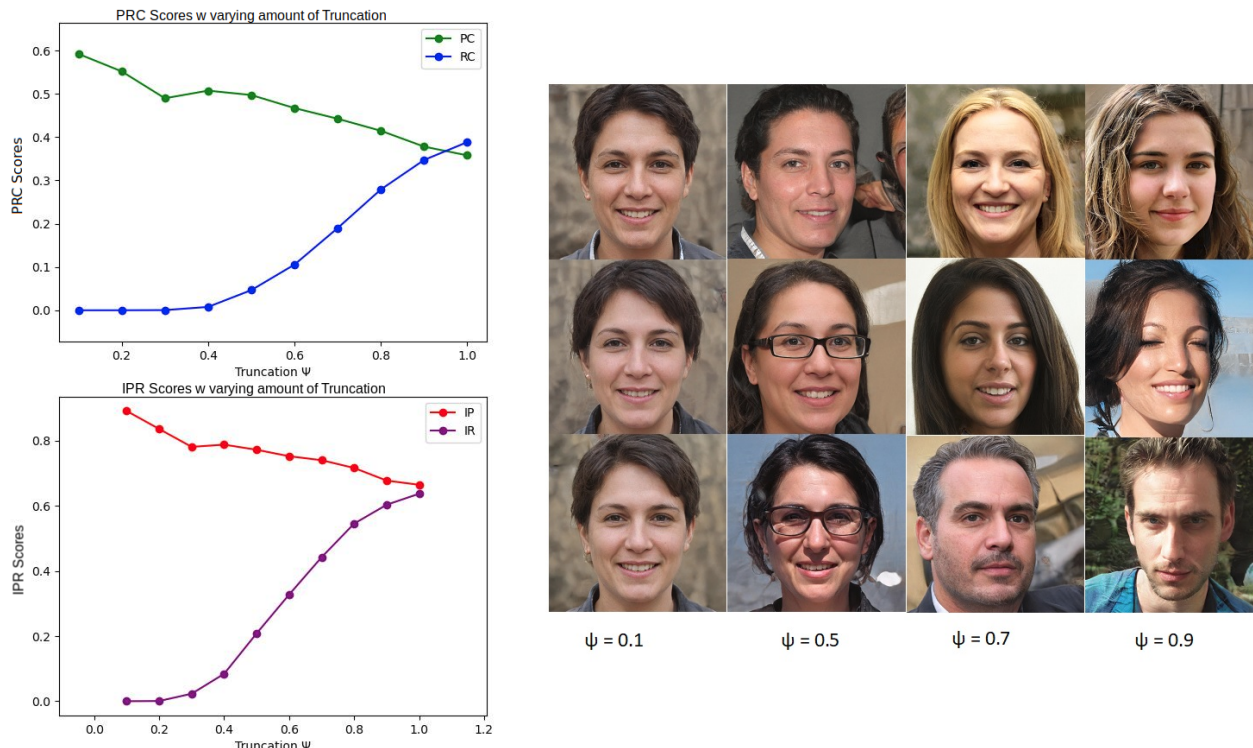 PRC Scores w varying amount of Truncation
PC
RC
0.6
0.5
0.4
0.3
0.2
0.1
0.0
PRC Scores
0.2 0.4 0.6 0.8 1.0
Truncation Ψ
IPR Scores w varying amount of Truncation
IP
IR
0.8
0.6
0.4
0.2
0.0
IPR Scores
0.0 0.2 0.4 0.6 0.8 1.0 1.2
Truncation Ψ
ψ = 0.1 ψ = 0.5 ψ = 0.7 ψ = 0.9